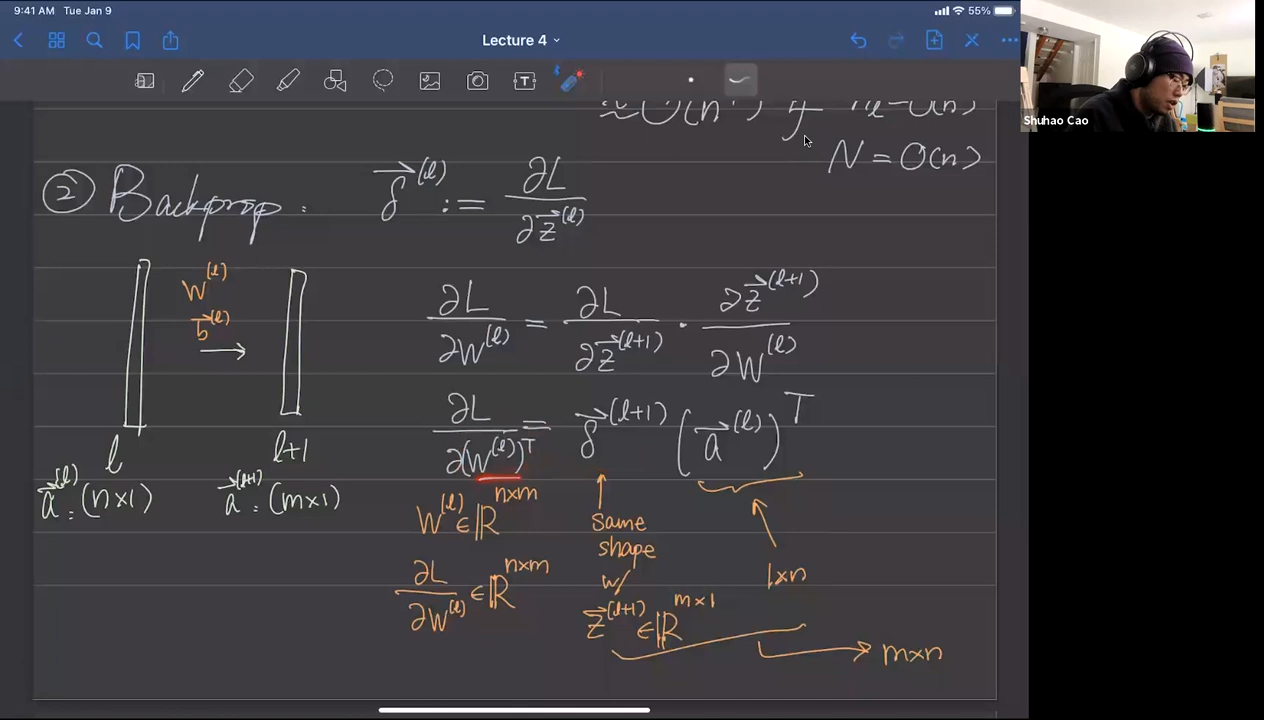 9:41 AM Tue Jan 9
55%
Lecture 4
Shuhao Cao
N = O(n)
② Backprop : δ⃗^(l) := ∂L / ∂z⃗^(l)
W^(l)
b⃗^(l)
∂L / ∂W^(l) = ∂L / ∂z⃗^(l+1) · ∂z⃗^(l+1) / ∂W^(l)
∂L / ∂(W^(l))^T = δ⃗^(l+1) (a⃗^(l))^T
l
l+1
a⃗^(l) : (n×1)
a⃗^(l+1) : (m×1)
W^(l) ∈ ℝ^(n×m)
∂L / ∂W^(l) ∈ ℝ^(n×m)
Same
shape
w/
z⃗^(l+1) ∈ ℝ^(m×1)
1×n
m×n